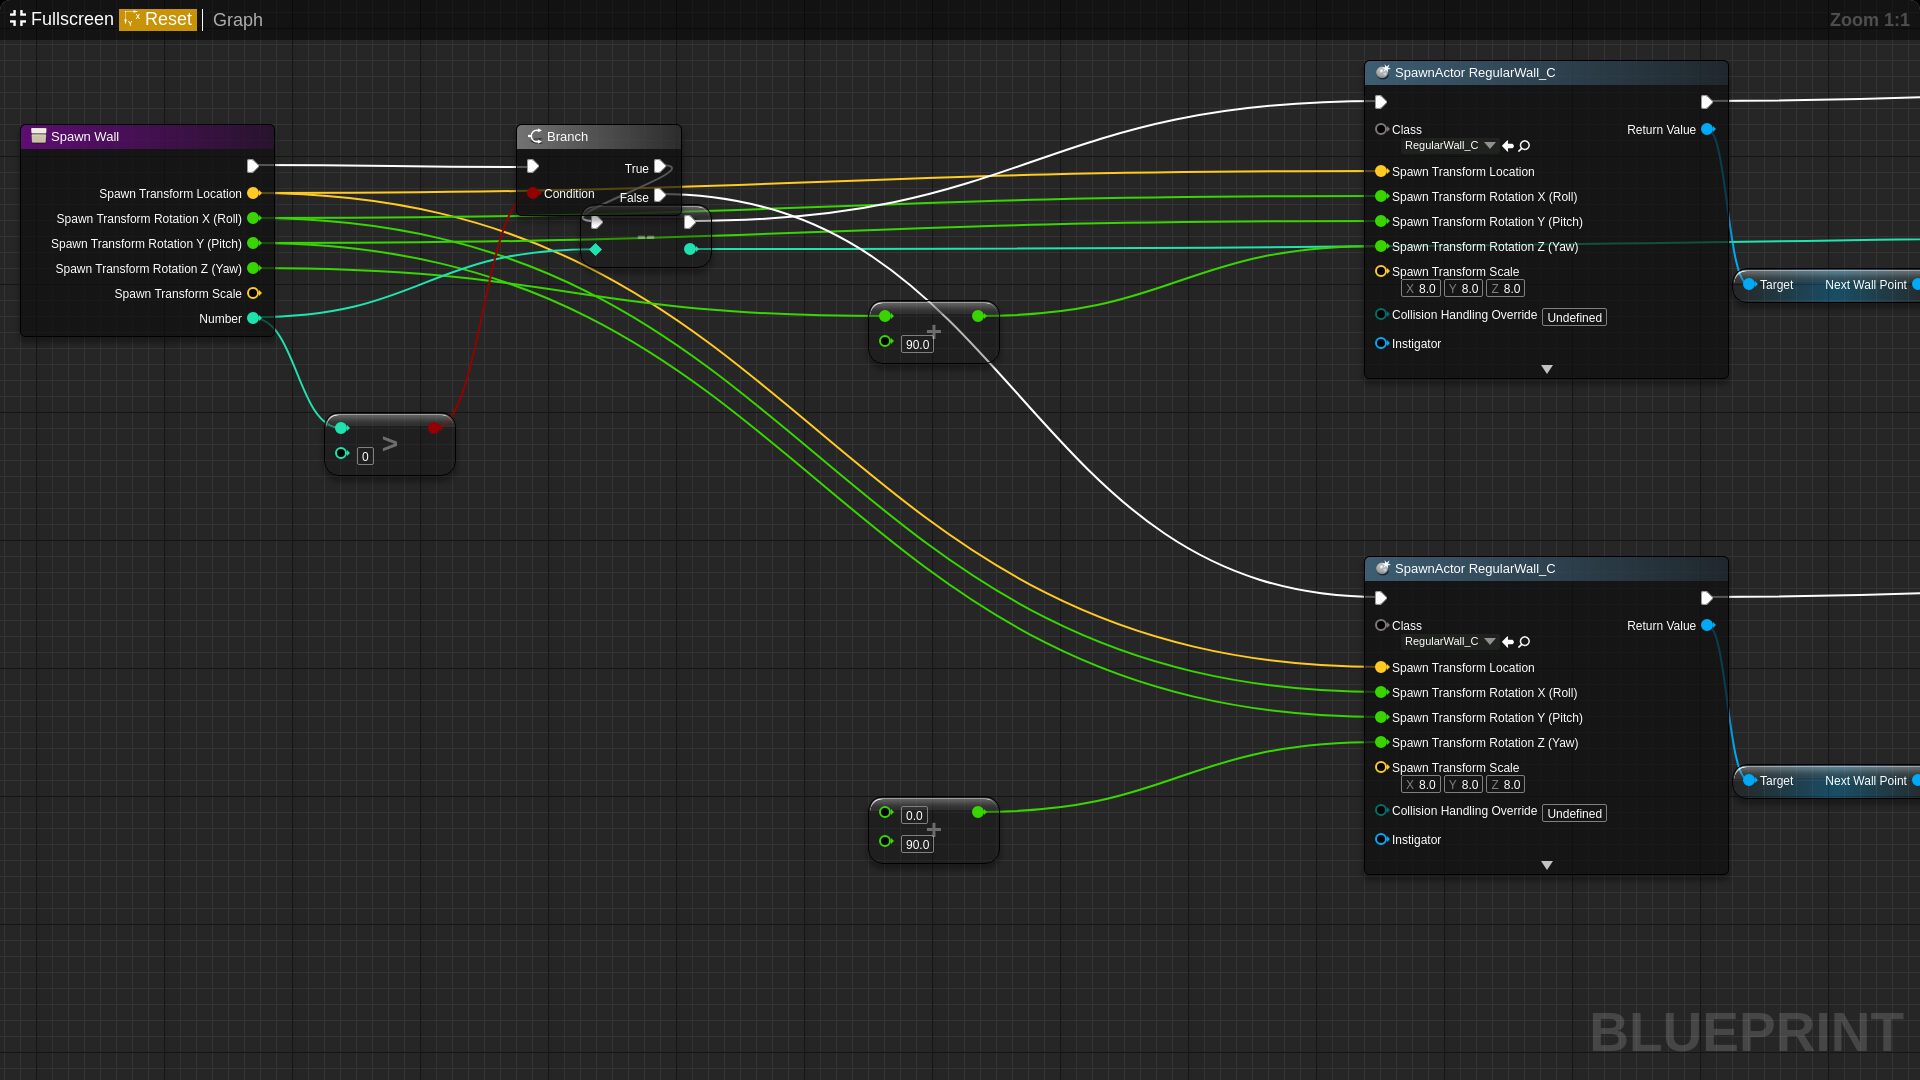 Fullscreen Reset Graph
Zoom 1:1
Spawn Wall
Spawn Transform Location
Spawn Transform Rotation X (Roll)
Spawn Transform Rotation Y (Pitch)
Spawn Transform Rotation Z (Yaw)
Spawn Transform Scale
Number
Branch
True
Condition
False
--
>
0
+
90.0
SpawnActor RegularWall_C
Class
Return Value
RegularWall_C
Spawn Transform Location
Spawn Transform Rotation X (Roll)
Spawn Transform Rotation Y (Pitch)
Spawn Transform Rotation Z (Yaw)
Spawn Transform Scale
X 8.0 Y 8.0 Z 8.0
Collision Handling Override Undefined
Instigator
Target Next Wall Point
SpawnActor RegularWall_C
Class
Return Value
RegularWall_C
Spawn Transform Location
Spawn Transform Rotation X (Roll)
Spawn Transform Rotation Y (Pitch)
Spawn Transform Rotation Z (Yaw)
Spawn Transform Scale
X 8.0 Y 8.0 Z 8.0
Collision Handling Override Undefined
Instigator
Target Next Wall Point
0.0
+
90.0
BLUEPRINT